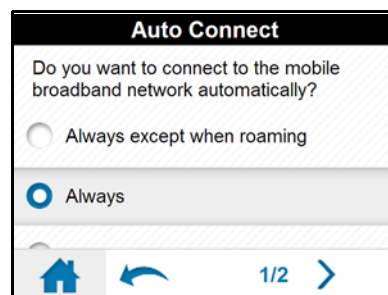 Auto Connect
Do you want to connect to the mobile
broadband network automatically?
Always except when roaming
Always
1/2